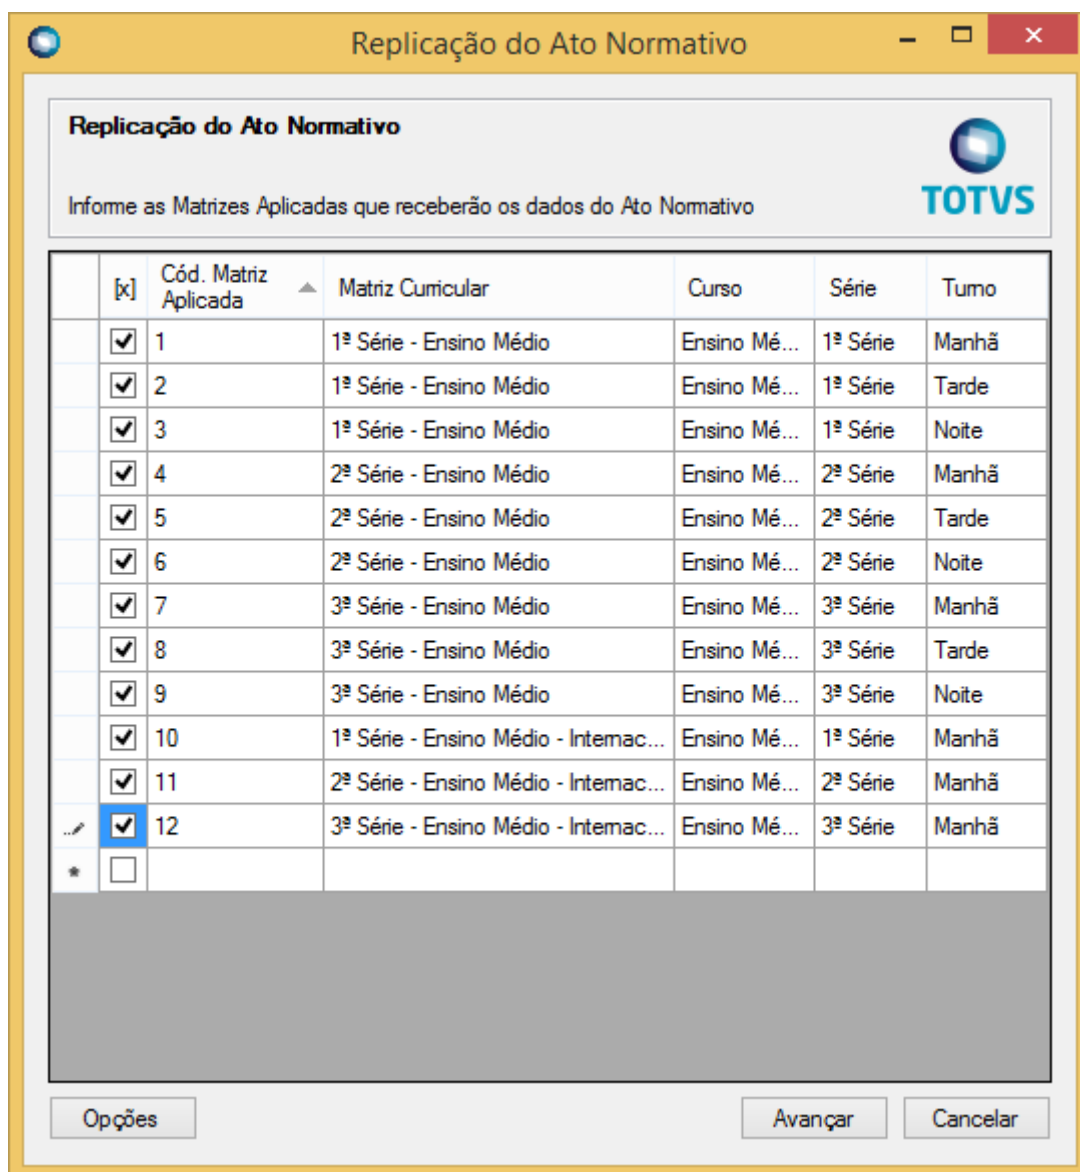 Replicação do Ato Normativo
Replicação do Ato Normativo
Informe as Matrizes Aplicadas que receberão os dados do Ato Normativo
TOTVS
[x] Cód. Matriz Aplicada Matriz Curricular Curso Série Turno
1 1ª Série - Ensino Médio Ensino Mé... 1ª Série Manhã
2 1ª Série - Ensino Médio Ensino Mé... 1ª Série Tarde
3 1ª Série - Ensino Médio Ensino Mé... 1ª Série Noite
4 2ª Série - Ensino Médio Ensino Mé... 2ª Série Manhã
5 2ª Série - Ensino Médio Ensino Mé... 2ª Série Tarde
6 2ª Série - Ensino Médio Ensino Mé... 2ª Série Noite
7 3ª Série - Ensino Médio Ensino Mé... 3ª Série Manhã
8 3ª Série - Ensino Médio Ensino Mé... 3ª Série Tarde
9 3ª Série - Ensino Médio Ensino Mé... 3ª Série Noite
10 1ª Série - Ensino Médio - Internac... Ensino Mé... 1ª Série Manhã
11 2ª Série - Ensino Médio - Internac... Ensino Mé... 2ª Série Manhã
12 3ª Série - Ensino Médio - Internac... Ensino Mé... 3ª Série Manhã
Opções Avançar Cancelar